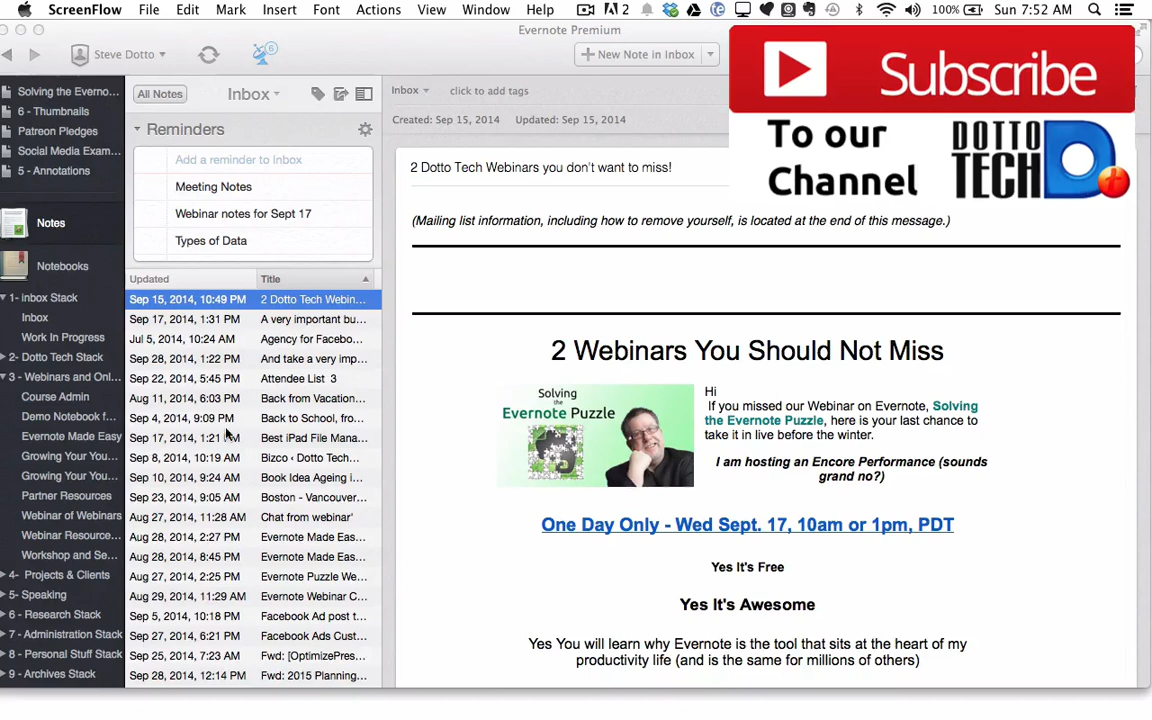 ScreenFlow File Edit Mark Insert Font Actions View Window Help 2 100% Sun 7:52 AM
Evernote Premium
Steve Dotto 6 New Note in Inbox
Subscribe
To our
Channel
DOTTO
TECH
Solving the Everno...
6 - Thumbnails
Patreon Pledges
Social Media Exam...
5 - Annotations
Notes
Notebooks
1- inbox Stack
Inbox
Work In Progress
2- Dotto Tech Stack
3 - Webinars and Onl...
Course Admin
Demo Notebook f...
Evernote Made Easy
Growing Your You...
Growing Your You...
Partner Resources
Webinar of Webinars
Webinar Resource...
Workshop and Se...
4- Projects & Clients
5- Speaking
6 - Research Stack
7 - Administration Stack
8 - Personal Stuff Stack
9 - Archives Stack
All Notes Inbox
Reminders
Add a reminder to Inbox
Meeting Notes
Webinar notes for Sept 17
Types of Data
Updated Title
Sep 15, 2014, 10:49 PM 2 Dotto Tech Webin...
Sep 17, 2014, 1:31 PM A very important bu...
Jul 5, 2014, 10:24 AM Agency for Facebo...
Sep 28, 2014, 1:22 PM And take a very imp...
Sep 22, 2014, 5:45 PM Attendee List 3
Aug 11, 2014, 6:03 PM Back from Vacation...
Sep 4, 2014, 9:09 PM Back to School, fro...
Sep 17, 2014, 1:21 PM Best iPad File Mana...
Sep 8, 2014, 10:19 AM Bizco ‹ Dotto Tech...
Sep 10, 2014, 9:24 AM Book Idea Ageing i...
Sep 23, 2014, 9:05 AM Boston - Vancouver...
Aug 27, 2014, 11:28 AM Chat from webinar'
Aug 28, 2014, 2:27 PM Evernote Made Eas...
Aug 28, 2014, 8:45 PM Evernote Made Eas...
Aug 27, 2014, 2:25 PM Evernote Puzzle We...
Aug 29, 2014, 11:29 AM Evernote Webinar C...
Sep 5, 2014, 10:18 PM Facebook Ad post t...
Sep 27, 2014, 6:21 PM Facebook Ads Cust...
Sep 25, 2014, 7:23 AM Fwd: [OptimizePres...
Sep 28, 2014, 12:14 PM Fwd: 2015 Planning...
Inbox click to add tags
Created: Sep 15, 2014 Updated: Sep 15, 2014
2 Dotto Tech Webinars you don't want to miss!
(Mailing list information, including how to remove yourself, is located at the end of this message.)
2 Webinars You Should Not Miss
Solving
the
Evernote Puzzle
Hi
If you missed our Webinar on Evernote, Solving
the Evernote Puzzle, here is your last chance to
take it in live before the winter.
I am hosting an Encore Performance (sounds
grand no?)
One Day Only - Wed Sept. 17, 10am or 1pm, PDT
Yes It's Free
Yes It's Awesome
Yes You will learn why Evernote is the tool that sits at the heart of my
productivity life (and is the same for millions of others)